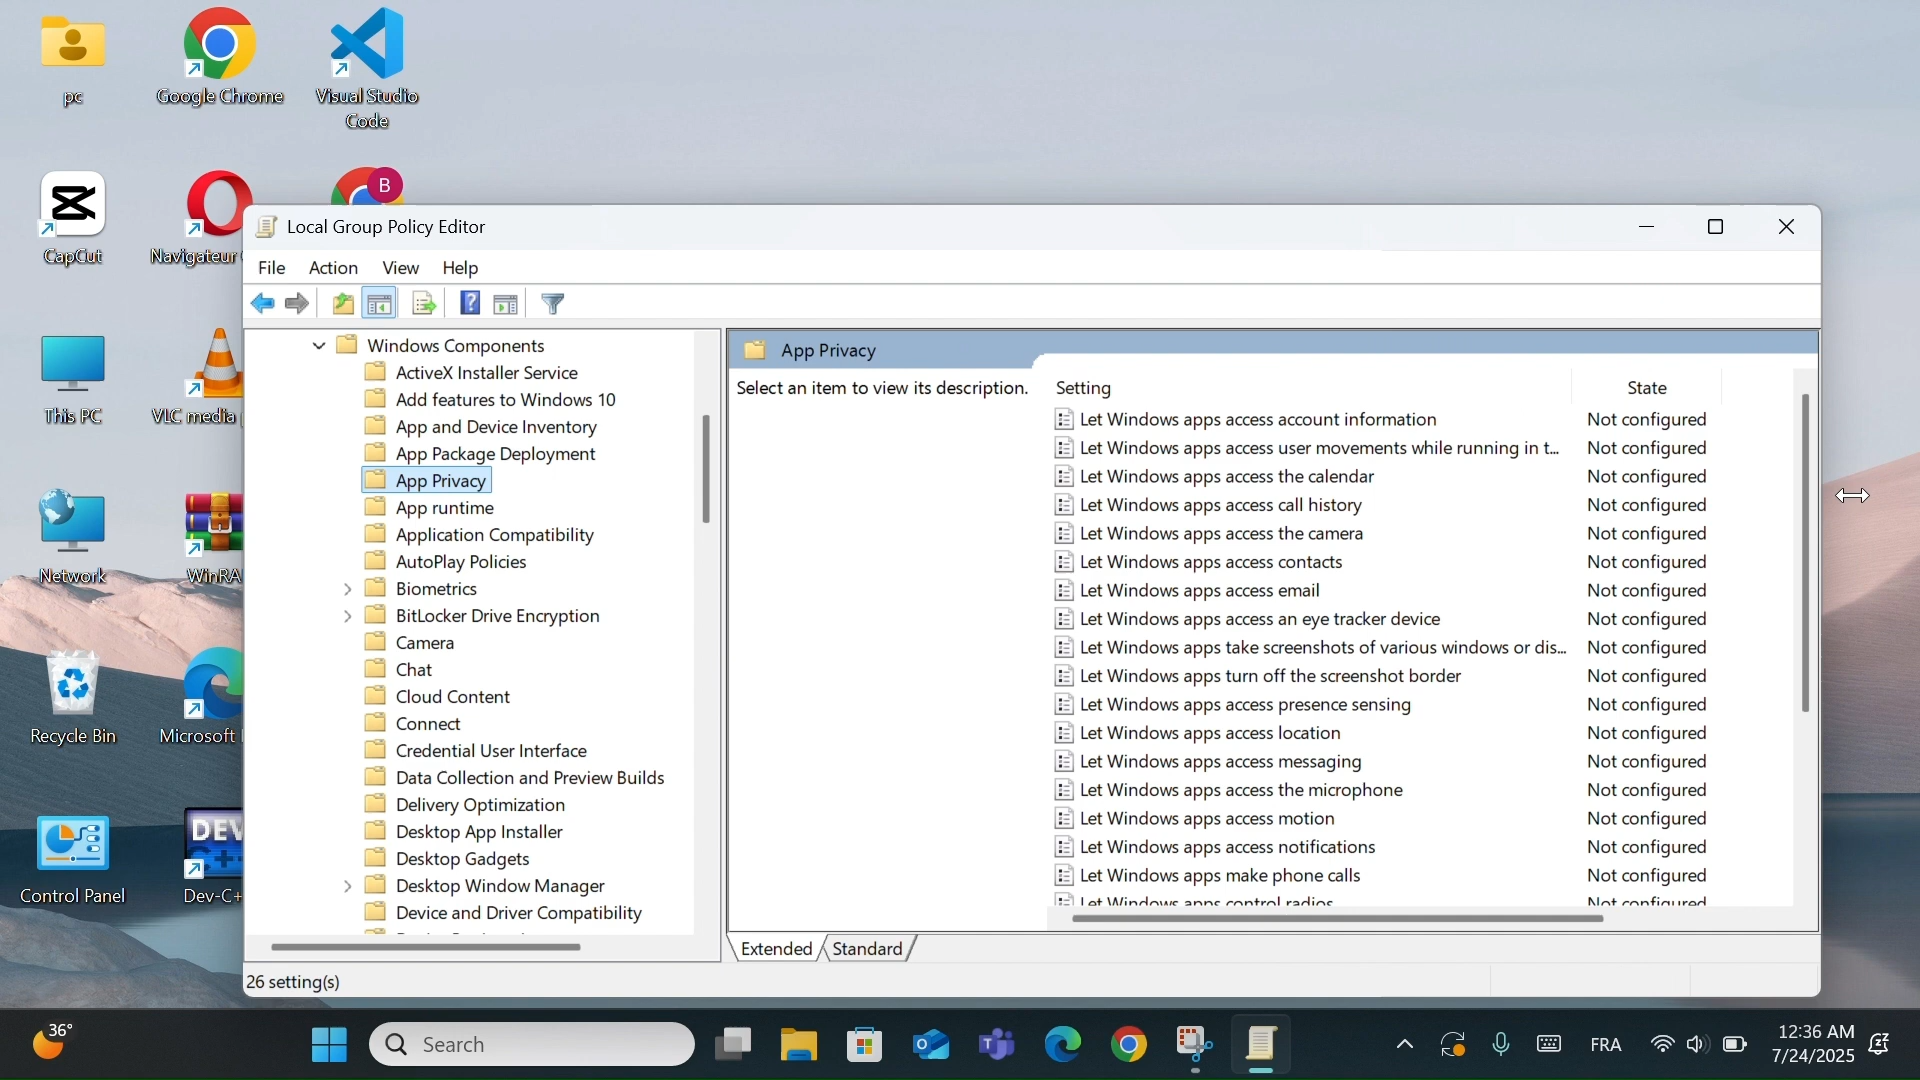 pc
Google Chrome
Visual Studio
Code
B
CapCut
Navigateur
This PC
VLC media
Network
WinRA
Recycle Bin
Microsoft
Control Panel
DEV
C++
Dev-C+
Local Group Policy Editor
File Action View Help
Windows Components
ActiveX Installer Service
Add features to Windows 10
App and Device Inventory
App Package Deployment
App Privacy
App runtime
Application Compatibility
AutoPlay Policies
Biometrics
BitLocker Drive Encryption
Camera
Chat
Cloud Content
Connect
Credential User Interface
Data Collection and Preview Builds
Delivery Optimization
Desktop App Installer
Desktop Gadgets
Desktop Window Manager
Device and Driver Compatibility
App Privacy
Select an item to view its description.
Setting State
Let Windows apps access account information Not configured
Let Windows apps access user movements while running in t... Not configured
Let Windows apps access the calendar Not configured
Let Windows apps access call history Not configured
Let Windows apps access the camera Not configured
Let Windows apps access contacts Not configured
Let Windows apps access email Not configured
Let Windows apps access an eye tracker device Not configured
Let Windows apps take screenshots of various windows or dis... Not configured
Let Windows apps turn off the screenshot border Not configured
Let Windows apps access presence sensing Not configured
Let Windows apps access location Not configured
Let Windows apps access messaging Not configured
Let Windows apps access the microphone Not configured
Let Windows apps access motion Not configured
Let Windows apps access notifications Not configured
Let Windows apps make phone calls Not configured
Let Windows apps control radios Not configured
Extended Standard
26 setting(s)
36°
Search
FRA
12:36 AM
7/24/2025